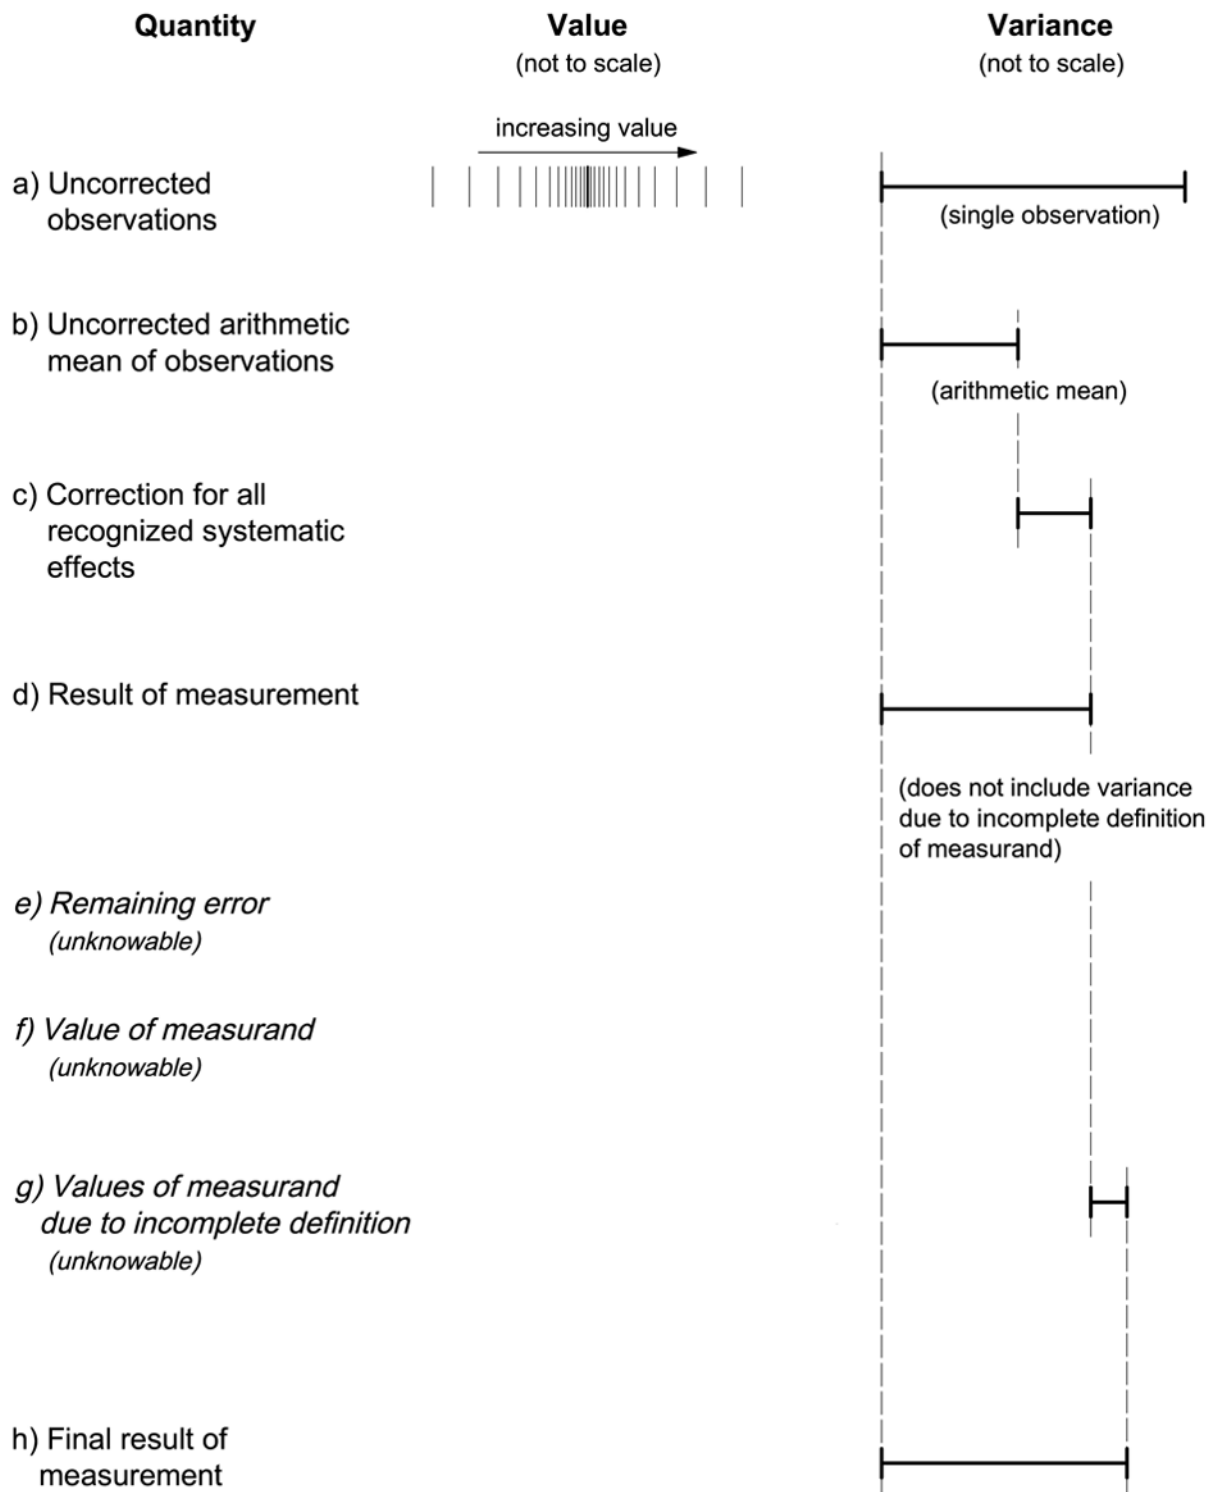 Quantity
Value
Variance
(not to scale)
(not to scale)
increasing value
a) Uncorrected
observations
(single observation)
b) Uncorrected arithmetic
mean of observations
(arithmetic mean)
c) Correction for all
recognized systematic
effects
d) Result of measurement
(does not include variance
due to incomplete definition
of measurand)
e) Remaining error
(unknowable)
f) Value of measurand
(unknowable)
g) Values of measurand
due to incomplete definition
(unknowable)
h) Final result of
measurement